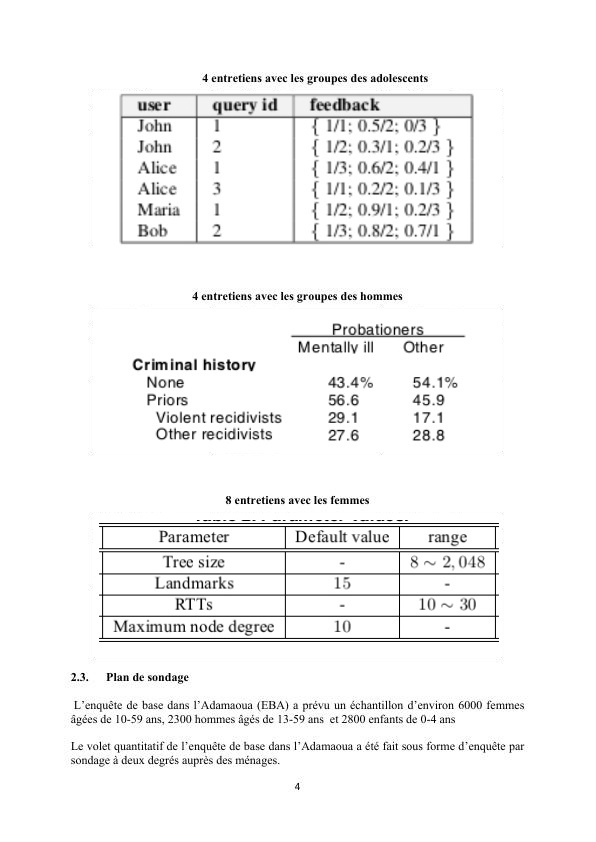 4 entretiens avec les groupes des adolescents
user query id feedback
John 1 { 1/1; 0.5/2; 0/3 }
John 2 { 1/2; 0.3/1; 0.2/3 }
Alice 1 { 1/3; 0.6/2; 0.4/1 }
Alice 3 { 1/1; 0.2/2; 0.1/3 }
Maria 1 { 1/2; 0.9/1; 0.2/3 }
Bob 2 { 1/3; 0.8/2; 0.7/1 }
4 entretiens avec les groupes des hommes
Probationers
Mentally ill Other
Criminal history
None 43.4% 54.1%
Priors 56.6 45.9
Violent recidivists 29.1 17.1
Other recidivists 27.6 28.8
8 entretiens avec les femmes
Parameter Default value range
Tree size - 8 ~ 2,048
Landmarks 15 -
RTTs - 10 ~ 30
Maximum node degree 10 -
2.3. Plan de sondage
L’enquête de base dans l’Adamaoua (EBA) a prévu un échantillon d’environ 6000 femmes
âgées de 10-59 ans, 2300 hommes âgés de 13-59 ans et 2800 enfants de 0-4 ans
Le volet quantitatif de l’enquête de base dans l’Adamaoua a été fait sous forme d’enquête par
sondage à deux degrés auprès des ménages.
4